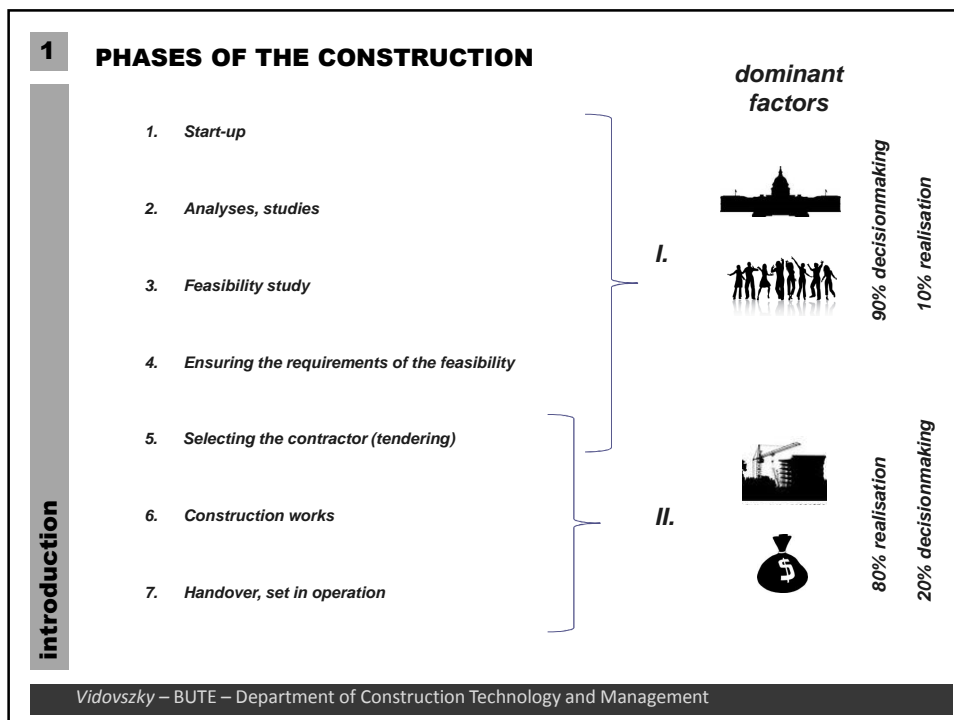 1
PHASES OF THE CONSTRUCTION
dominant
factors
1. Start-up
2. Analyses, studies
3. Feasibility study
4. Ensuring the requirements of the feasibility
5. Selecting the contractor (tendering)
6. Construction works
7. Handover, set in operation
I.
II.
90% decisionmaking
10% realisation
80% realisation
20% decisionmaking
$
introduction
Vidovszky – BUTE – Department of Construction Technology and Management